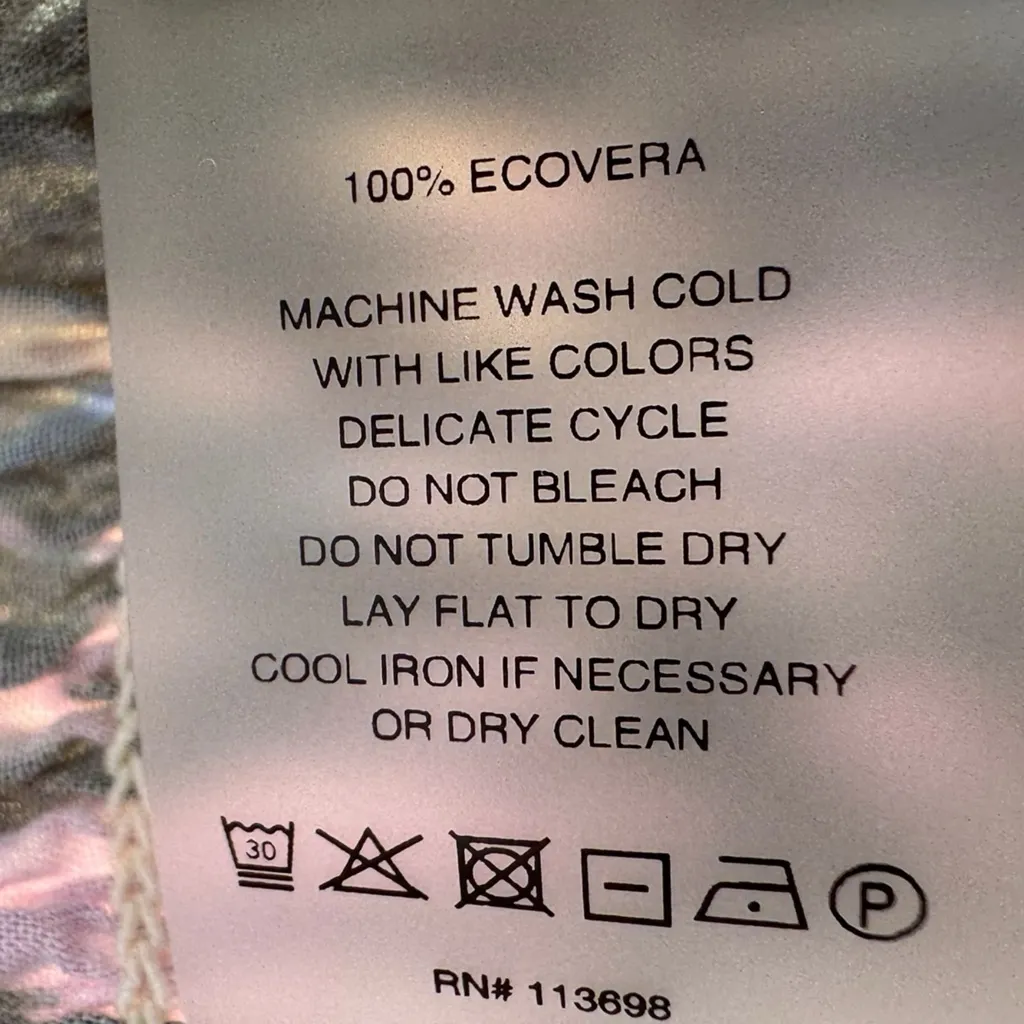 100% ECOVERA
MACHINE WASH COLD
WITH LIKE COLORS
DELICATE CYCLE
DO NOT BLEACH
DO NOT TUMBLE DRY
LAY FLAT TO DRY
COOL IRON IF NECESSARY
OR DRY CLEAN
30 P
RN# 113698